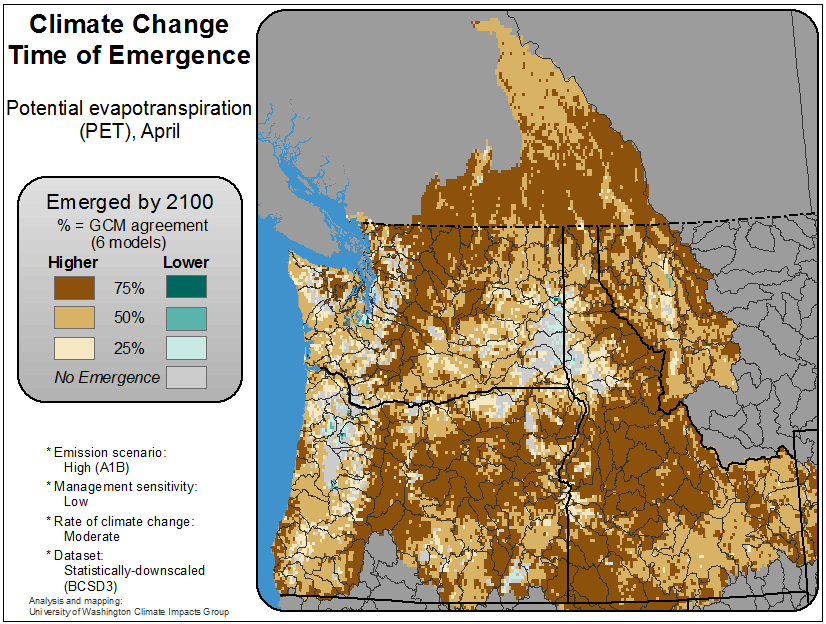 Climate Change
Time of Emergence
Potential evapotranspiration
(PET), April
Emerged by 2100
% = GCM agreement
(6 models)
Higher Lower
75%
50%
25%
No Emergence
* Emission scenario:
High (A1B)
* Management sensitivity:
Low
* Rate of climate change:
Moderate
* Dataset:
Statistically-downscaled
(BCSD3)
Analysis and mapping:
University of Washington Climate Impacts Group